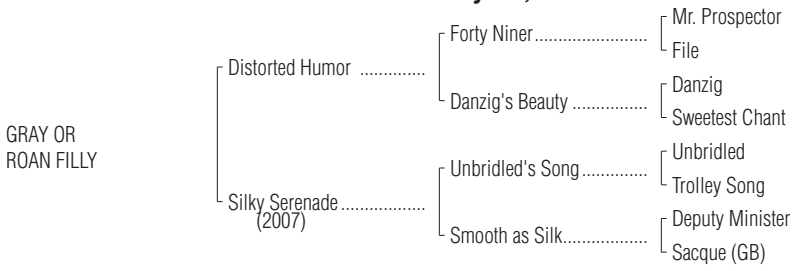 Mr. Prospector
Forty Niner
File
Distorted Humor
Danzig
Danzig's Beauty
Sweetest Chant
GRAY OR
ROAN FILLY
Unbridled
Unbridled's Song
Trolley Song
Silky Serenade
(2007)
Deputy Minister
Smooth as Silk
Sacque (GB)